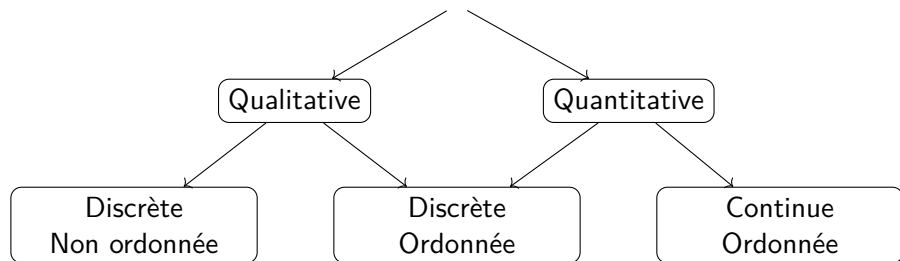 Qualitative
Quantitative
Discrète
Non ordonnée
Discrète
Ordonnée
Continue
Ordonnée